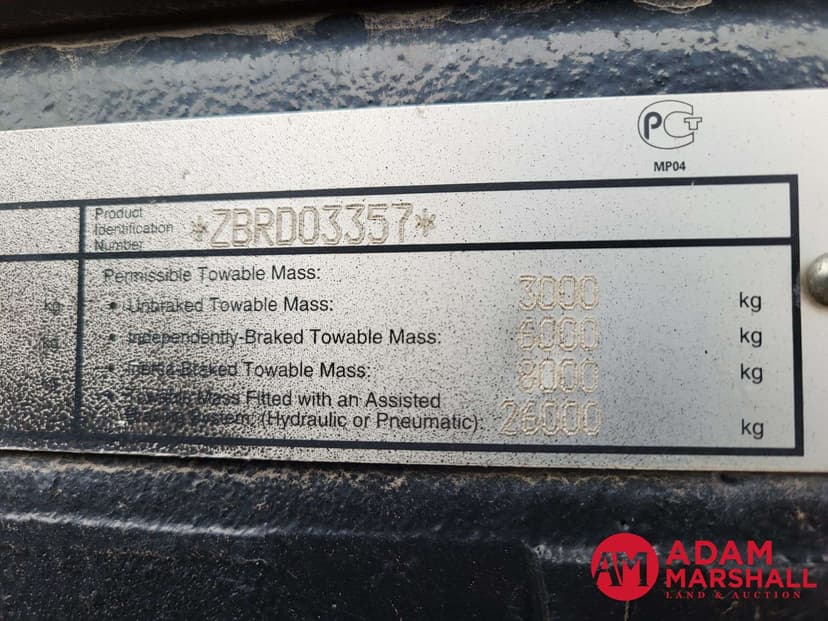 PCT
MP04
Product
Identification
Number
*ZBRD03357*
Permissible Towable Mass:
kg • Unbraked Towable Mass: 3000 kg
kg • Independently-Braked Towable Mass: 6000 kg
kg • Inertia-Braked Towable Mass: 8000 kg
• Towable Mass Fitted with an Assisted
Braking System, (Hydraulic or Pneumatic): 26000 kg
AM ADAM
MARSHALL
LAND & AUCTION